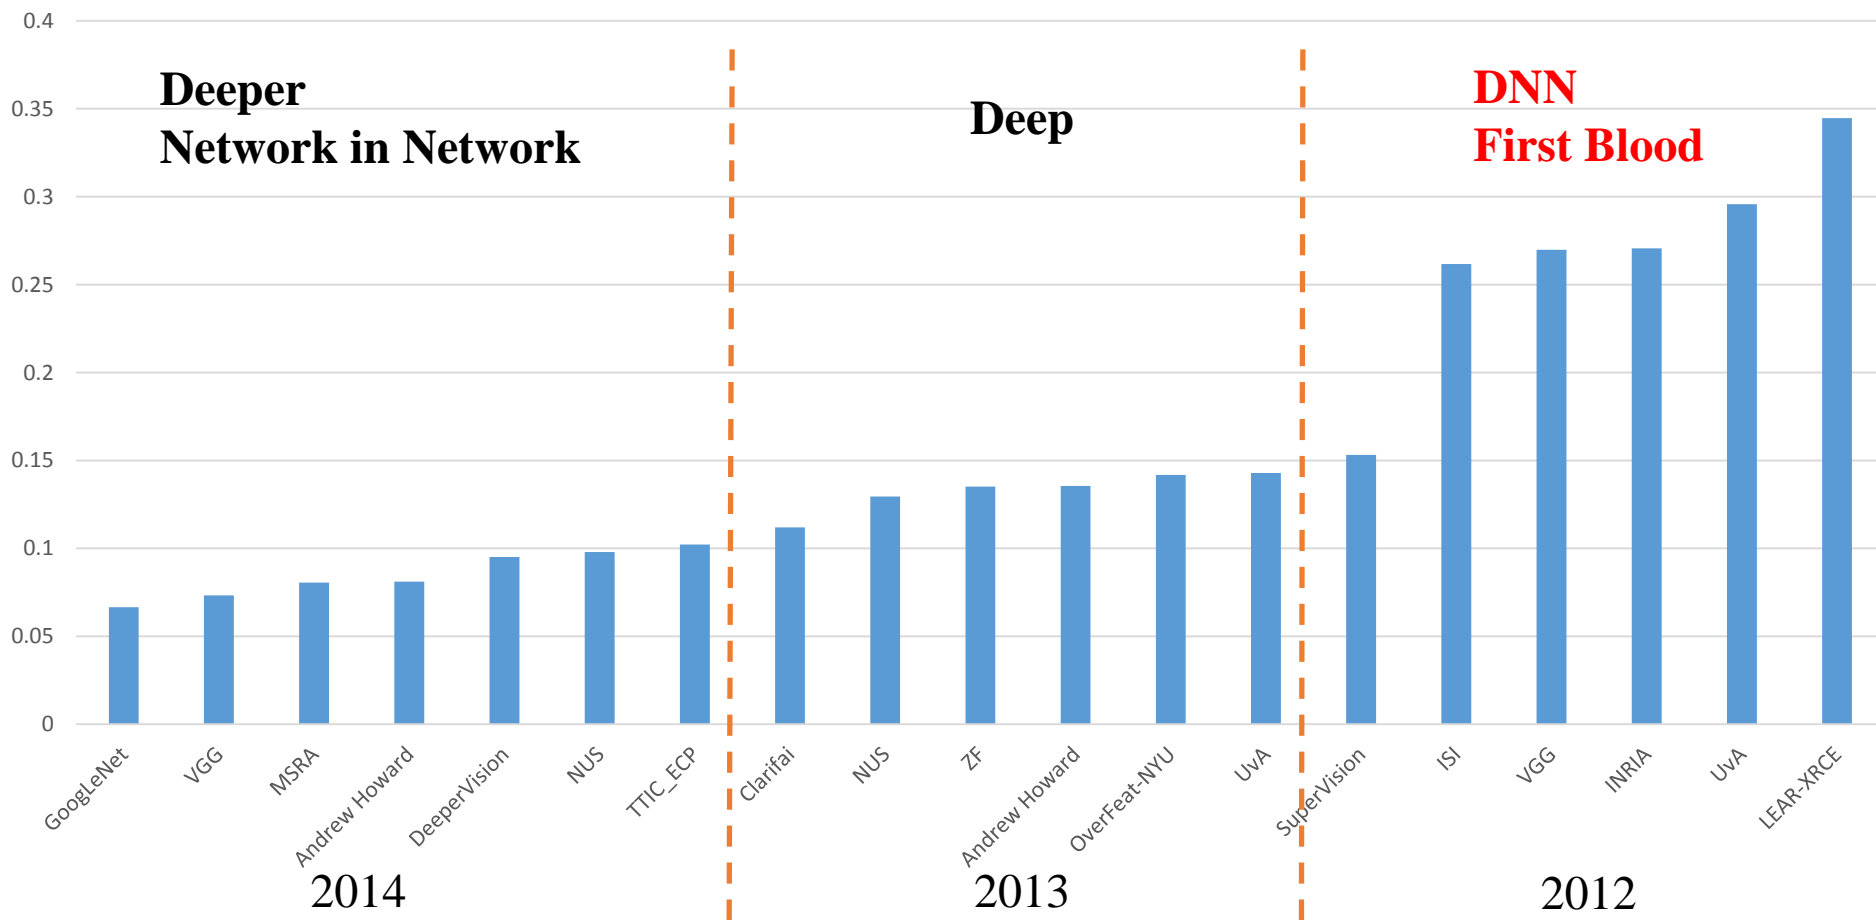 0.4
0.35
0.3
0.25
0.2
0.15
0.1
0.05
0
Deeper
Network in Network
Deep
DNN
First Blood
GoogLeNet
VGG
MSRA
Andrew Howard
DeeperVision
NUS
TTIC_ECP
Clarifai
NUS
ZF
Andrew Howard
OverFeat-NYU
UvA
SuperVision
ISI
VGG
INRIA
UvA
LEAR-XRCE
2014
2013
2012